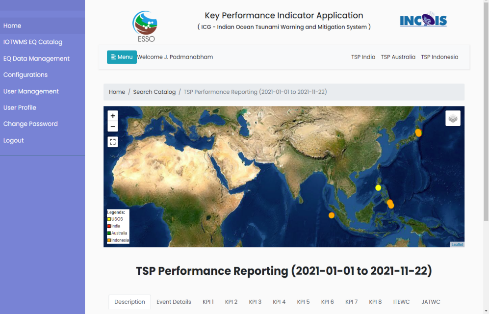 Home
IOTWMS EQ Catalog
EQ Data Management
Configurations
User Management
User Profile
Change Password
Logout
ESSO
Key Performance Indicator Application
( ICG - Indian Ocean Tsunami Warning and Mitigation System )
INCOIS
Menu Welcome J. Padmanabham
TSP India TSP Australia TSP Indonesia
Home / Search Catalog / TSP Performance Reporting (2021-01-01 to 2021-11-22)
+
−
Legends:
USGS
India
Australia
Indonesia
Leaflet
TSP Performance Reporting (2021-01-01 to 2021-11-22)
Description Event Details KPI 1 KPI 2 KPI 3 KPI 4 KPI 5 KPI 6 KPI 7 KPI 8 ITEWC JATWC